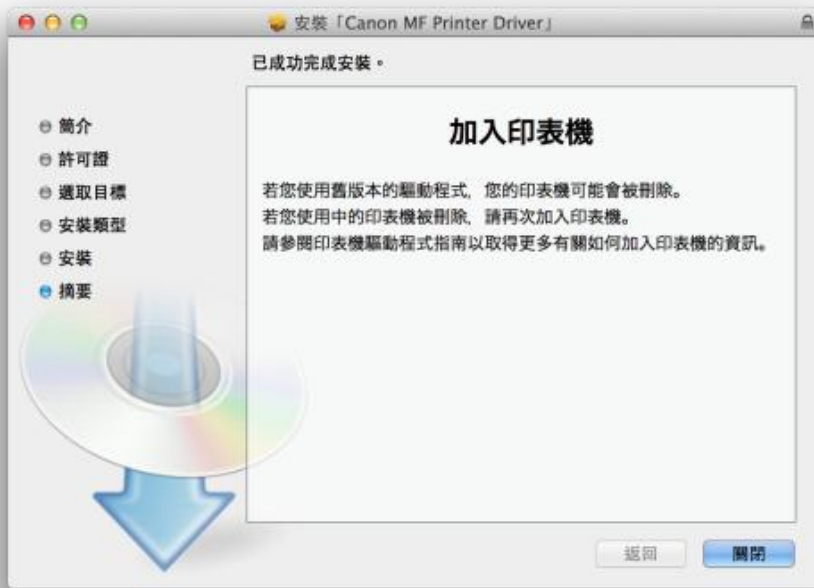 安裝「Canon MF Printer Driver」
已成功完成安裝。
簡介
許可證
選取目標
安裝類型
安裝
摘要
加入印表機
若您使用舊版本的驅動程式，您的印表機可能會被刪除。
若您使用中的印表機被刪除，請再次加入印表機。
請參閱印表機驅動程式指南以取得更多有關如何加入印表機的資訊。
返回
關閉